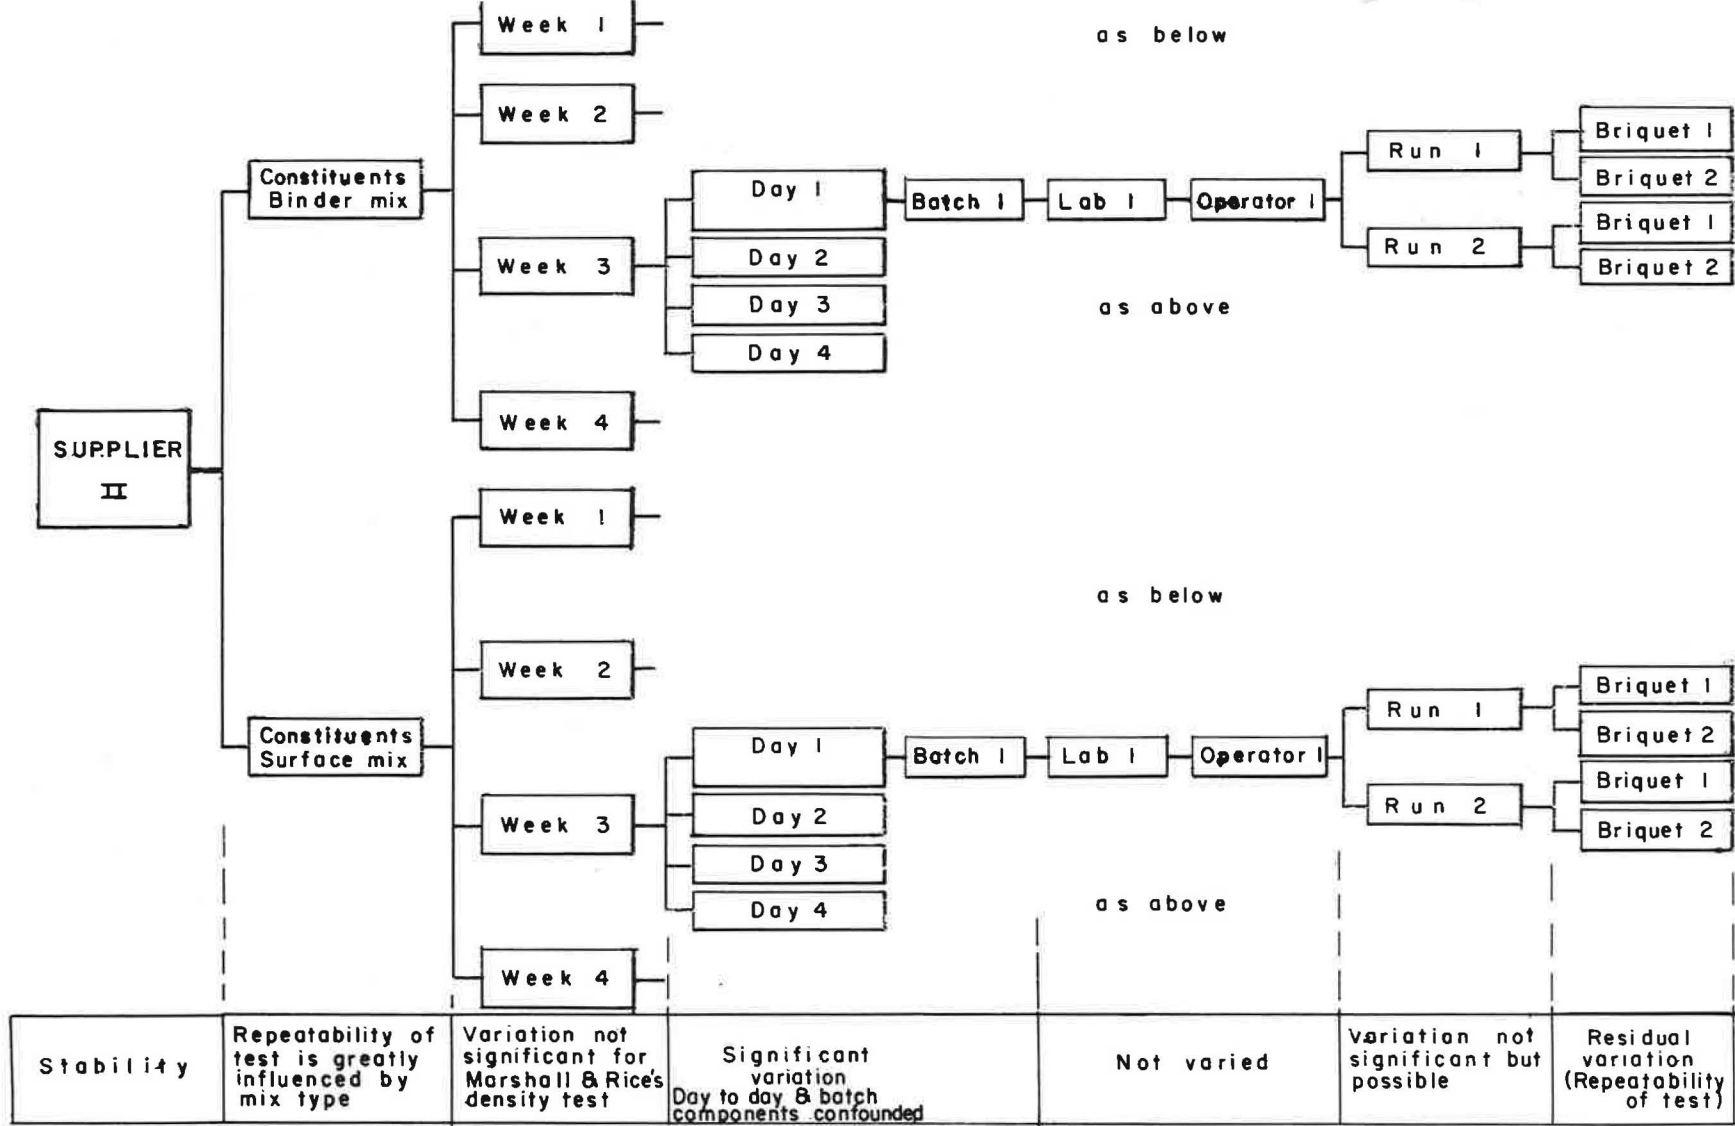 Week 1
as below
Week 2
Briquet 1
Run 1
Constituents
Binder mix
Briquet 2
Day 1
Batch 1
Lab 1
Operator 1
Briquet 1
Run 2
Week 3
Day 2
Briquet 2
Day 3
as above
Day 4
Week 4
SUPPLIER
II
Week 1
as below
Week 2
Briquet 1
Run 1
Constituents
Surface mix
Briquet 2
Day 1
Batch 1
Lab 1
Operator 1
Briquet 1
Run 2
Week 3
Day 2
Briquet 2
Day 3
Day 4
as above
Week 4
Stability
Repeatability of
test is greatly
influenced by
mix type
Variation not
significant for
Marshall & Rice's
density test
Significant
variation
Day to day & batch
components confounded
Not varied
Variation not
significant but
possible
Residual
variation
(Repeatability
of test)